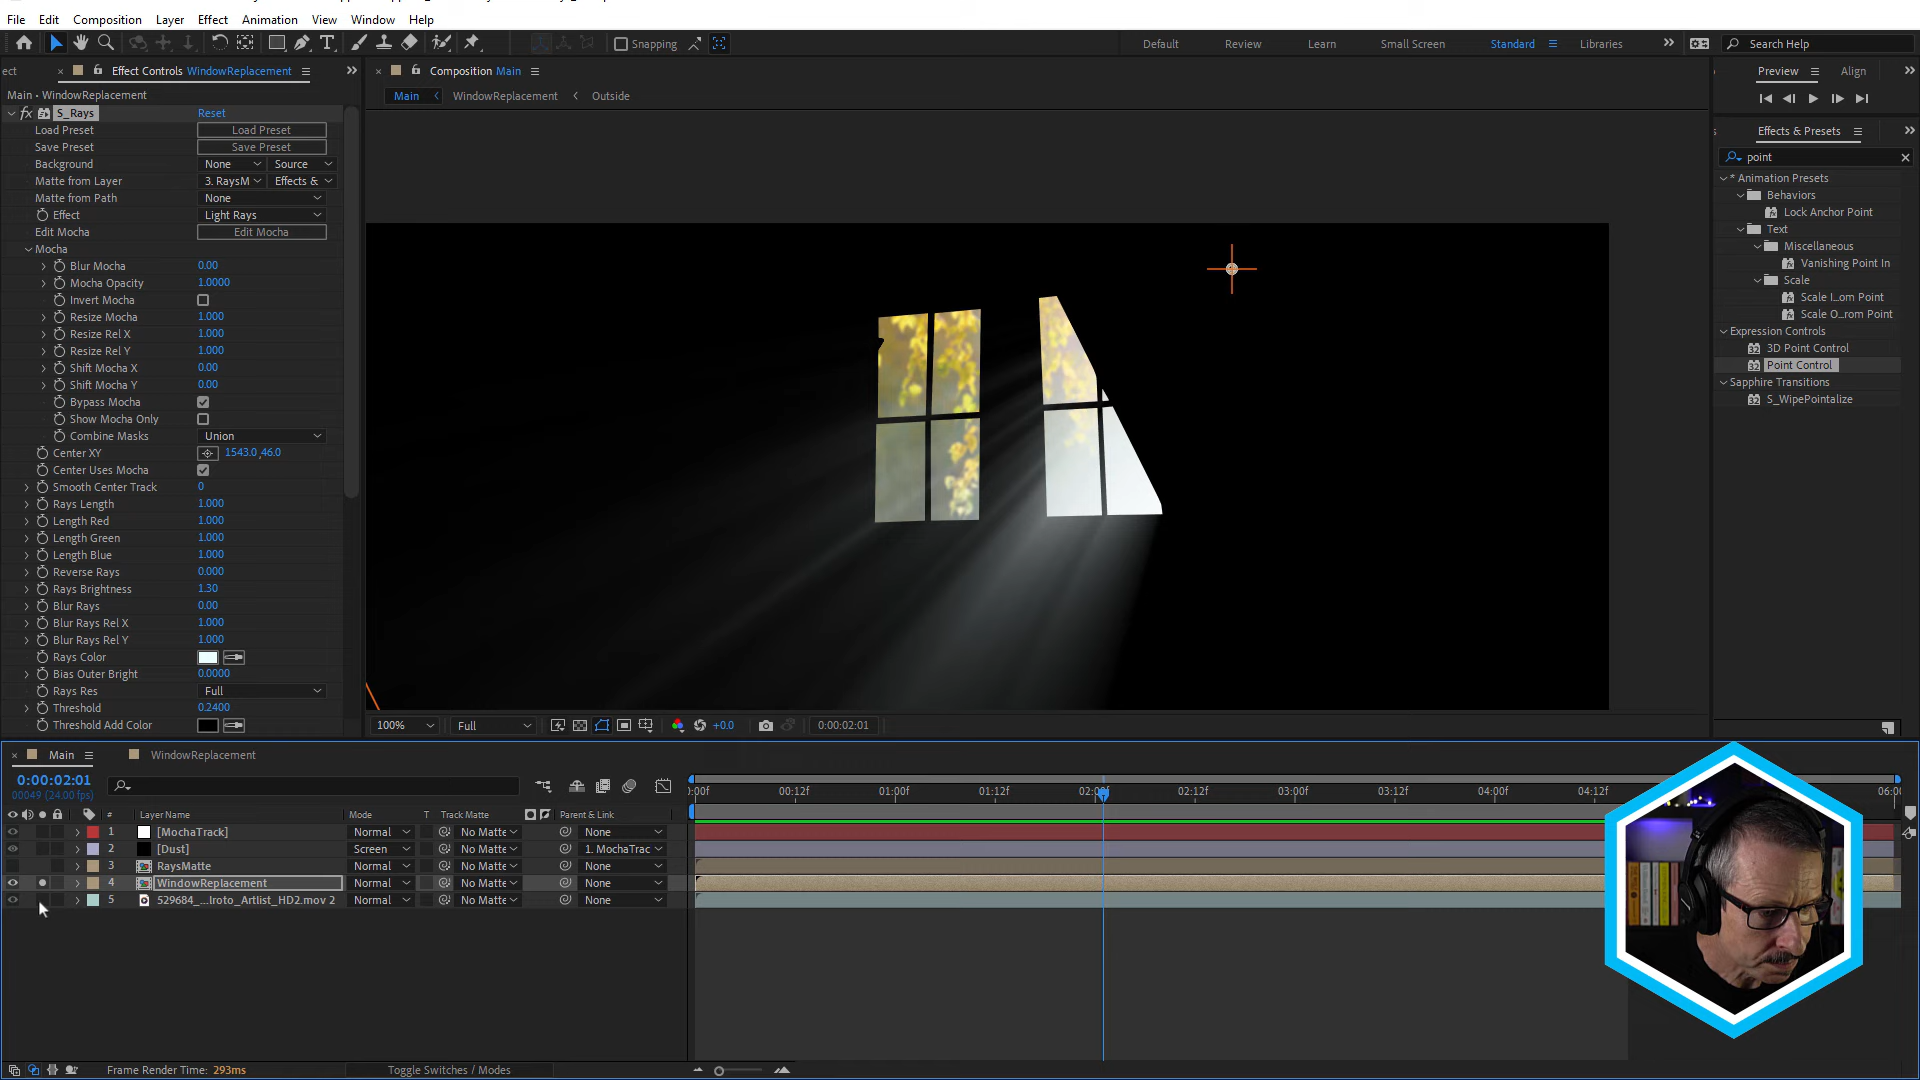 File Edit Composition Layer Effect Animation View Window Help
Snapping
Default Review Learn Small Screen Standard Libraries Search Help
ect Effect Controls WindowReplacement
Composition Main
Preview Align
Main WindowReplacement Outside
Main • WindowReplacement
S_Rays Reset
Load Preset Load Preset
Save Preset Save Preset
Background None Source
Matte from Layer 3. RaysM Effects &
Matte from Path None
Effect Light Rays
Edit Mocha Edit Mocha
Mocha
Blur Mocha 0.00
Mocha Opacity 1.0000
Invert Mocha
Resize Mocha 1.000
Resize Rel X 1.000
Resize Rel Y 1.000
Shift Mocha X 0.00
Shift Mocha Y 0.00
Bypass Mocha
Show Mocha Only
Combine Masks Union
Center XY 1543.0,46.0
Center Uses Mocha
Smooth Center Track 0
Rays Length 1.000
Length Red 1.000
Length Green 1.000
Length Blue 1.000
Reverse Rays 0.000
Rays Brightness 1.30
Blur Rays 0.00
Blur Rays Rel X 1.000
Blur Rays Rel Y 1.000
Rays Color
Bias Outer Bright 0.0000
Rays Res Full
Threshold 0.2400
Threshold Add Color
Effects & Presets
point
* Animation Presets
Behaviors
Lock Anchor Point
Text
Miscellaneous
Vanishing Point In
Scale
Scale I...om Point
Scale O...rom Point
Expression Controls
3D Point Control
Point Control
Sapphire Transitions
S_WipePointalize
100% Full +0.0 0:00:02:01
Main WindowReplacement
0:00:02:01
00049 (24.00 fps)
:00f 00:12f 01:00f 01:12f 02:00f 02:12f 03:00f 03:12f 04:00f 04:12f 06:00
# Layer Name Mode T Track Matte Parent & Link
1 [MochaTrack] Normal No Matte None
2 [Dust] Screen No Matte 1. MochaTrac
3 RaysMatte Normal No Matte None
4 WindowReplacement Normal No Matte None
5 529684_...lroto_Artlist_HD2.mov 2 Normal No Matte None
Frame Render Time: 293ms Toggle Switches / Modes